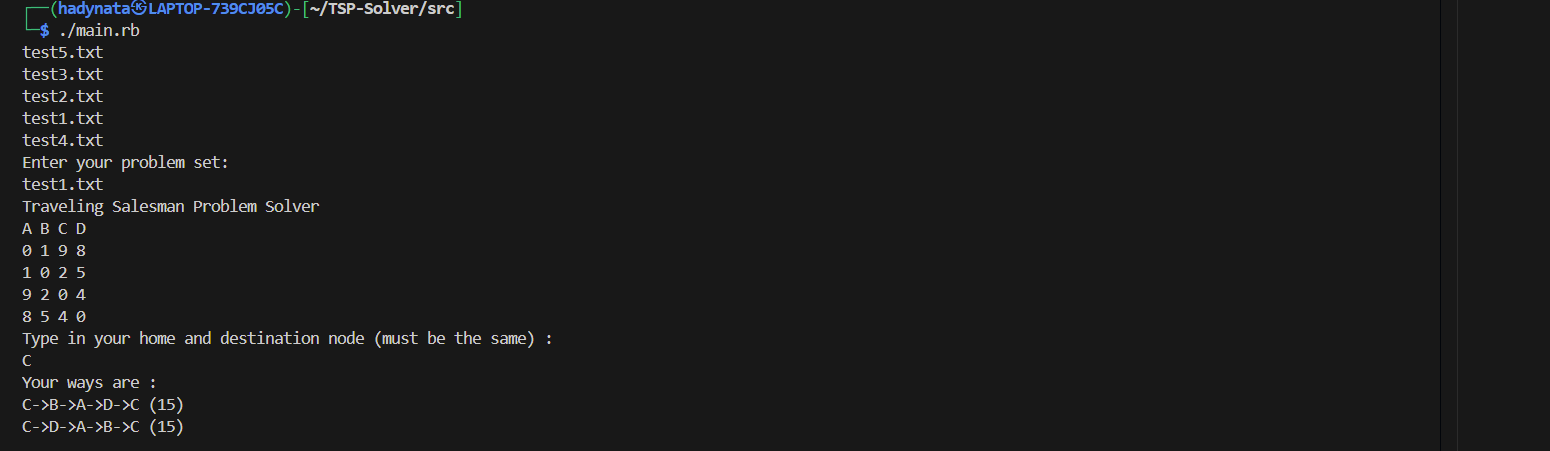 ┌──(hadynata㉿LAPTOP-739CJ05C)-[~/TSP-Solver/src]
└─$ ./main.rb
test5.txt
test3.txt
test2.txt
test1.txt
test4.txt
Enter your problem set:
test1.txt
Traveling Salesman Problem Solver
A B C D
0 1 9 8
1 0 2 5
9 2 0 4
8 5 4 0
Type in your home and destination node (must be the same) :
C
Your ways are :
C->B->A->D->C (15)
C->D->A->B->C (15)